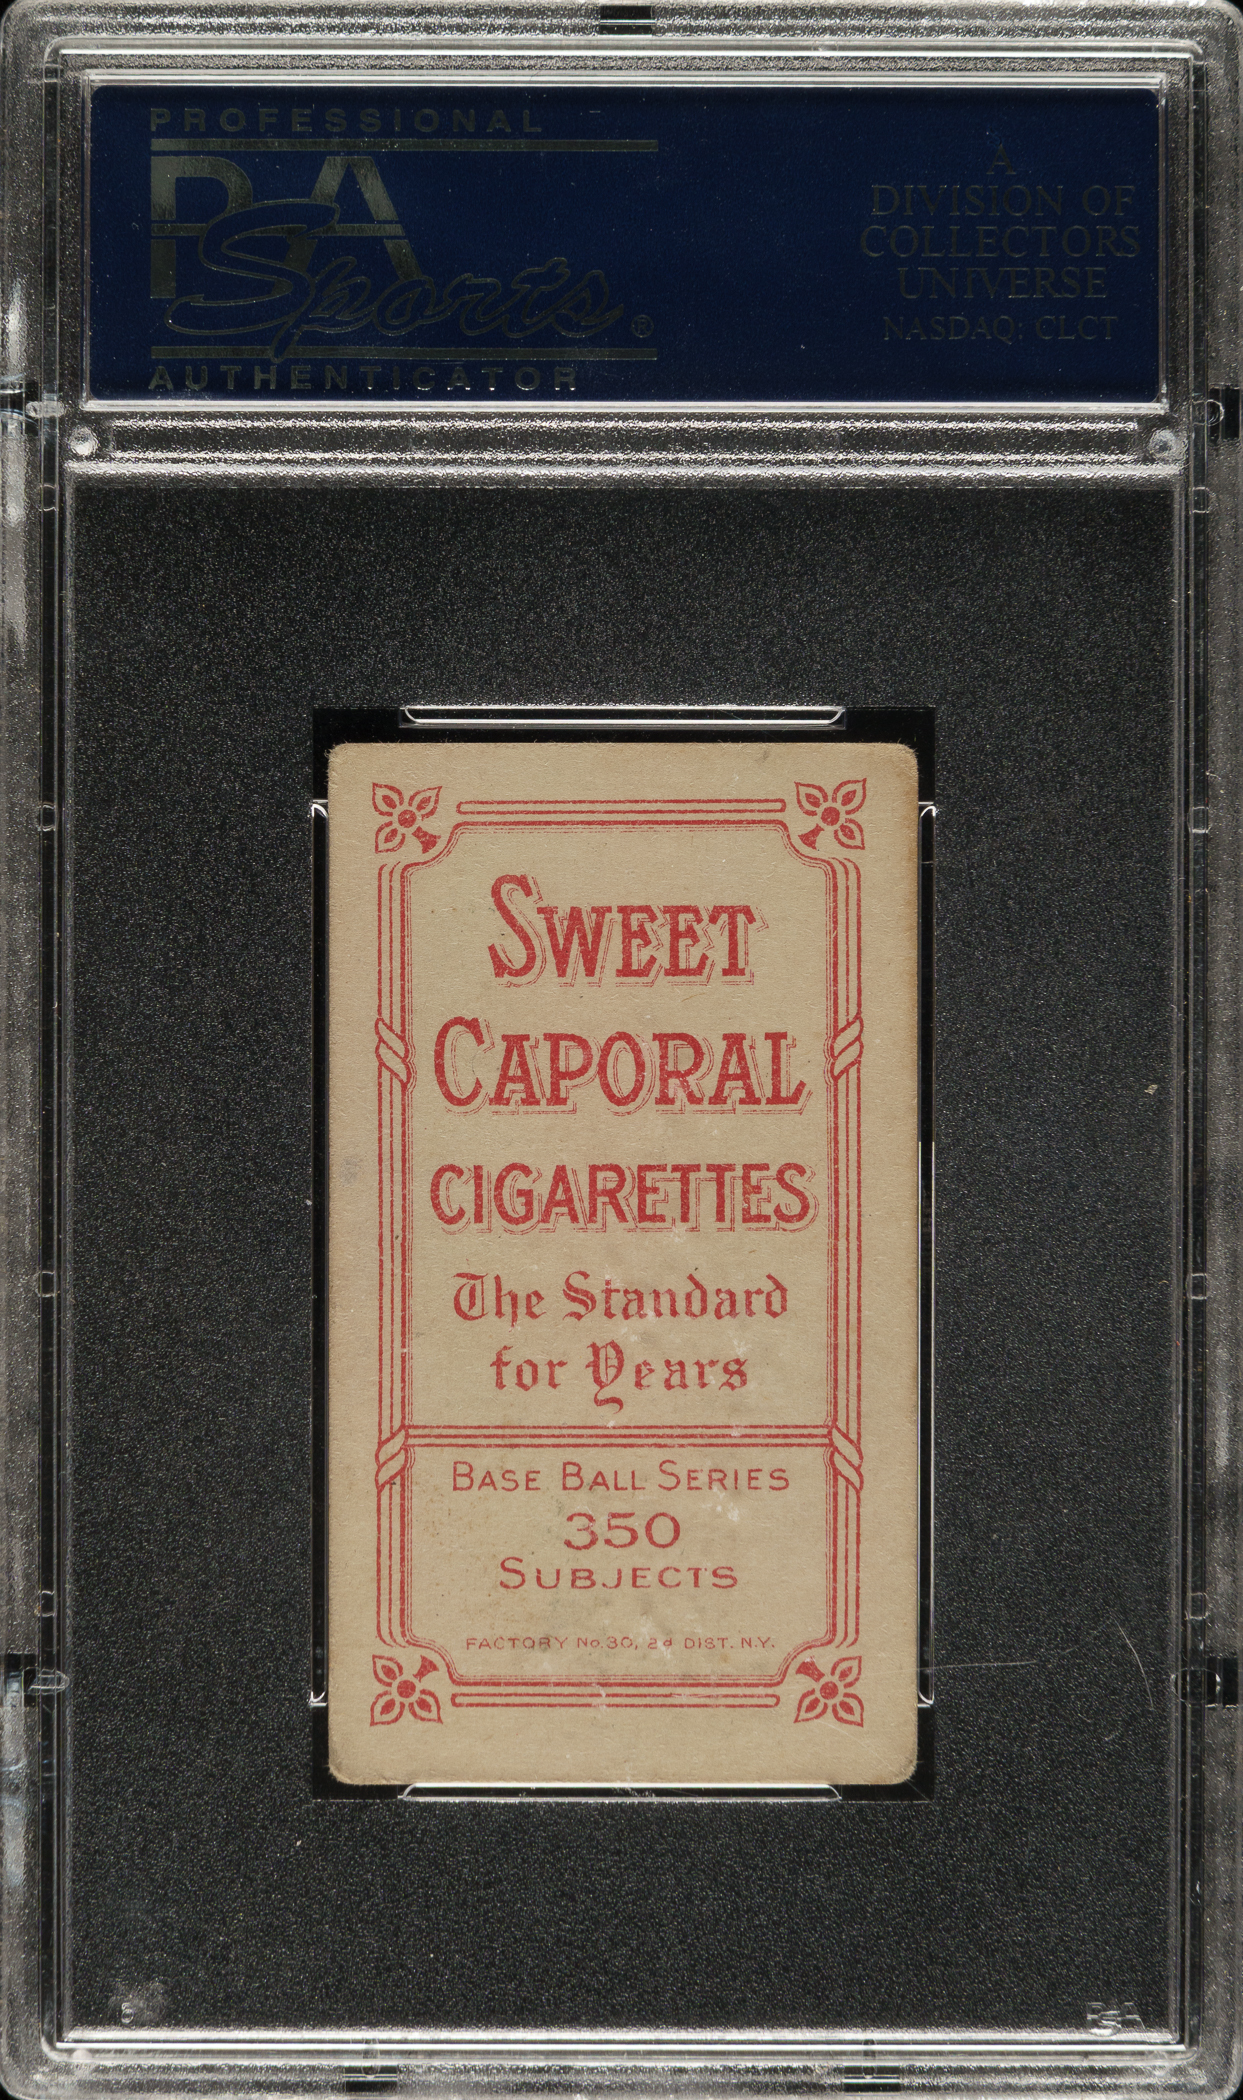 PROFESSIONAL
PSA
Sports®
AUTHENTICATOR
A
DIVISION OF
COLLECTORS
UNIVERSE
NASDAQ: CLCT
SWEET
CAPORAL
CIGARETTES
The Standard
for Years
BASE BALL SERIES
350
SUBJECTS
FACTORY No. 30, 2d DIST. N.Y.
PSA